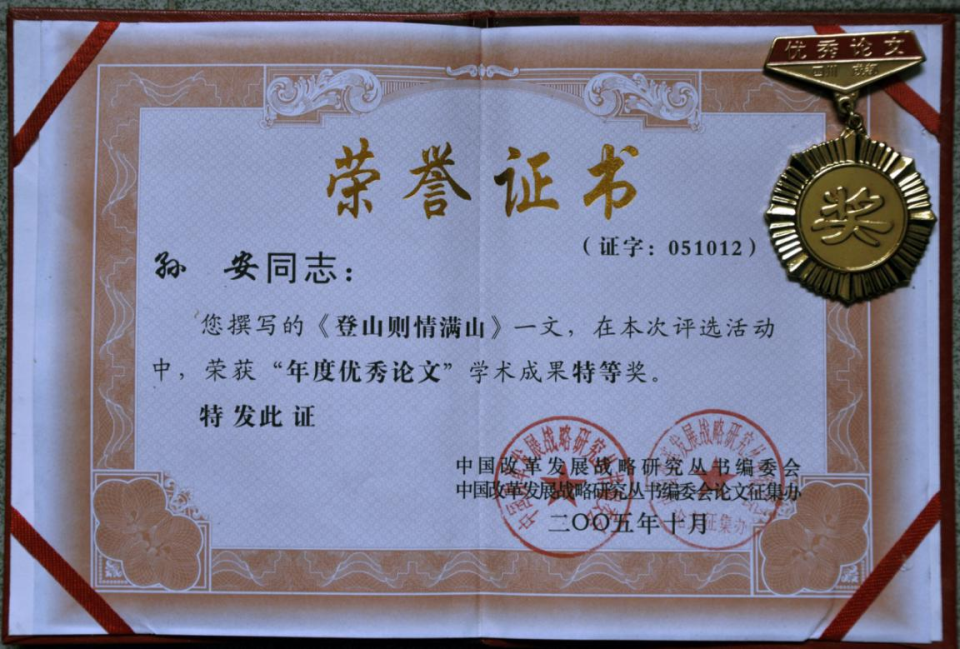 优秀论文
奖
荣誉证书
（证字：051012）
孙 安同志：
您撰写的《登山则情满山》一文，在本次评选活动
中，荣获“年度优秀论文”学术成果特等奖。
特发此证
中国改革发展战略研究丛书编委会
中国改革发展战略研究丛书编委会论文征集办
二〇〇五年十月